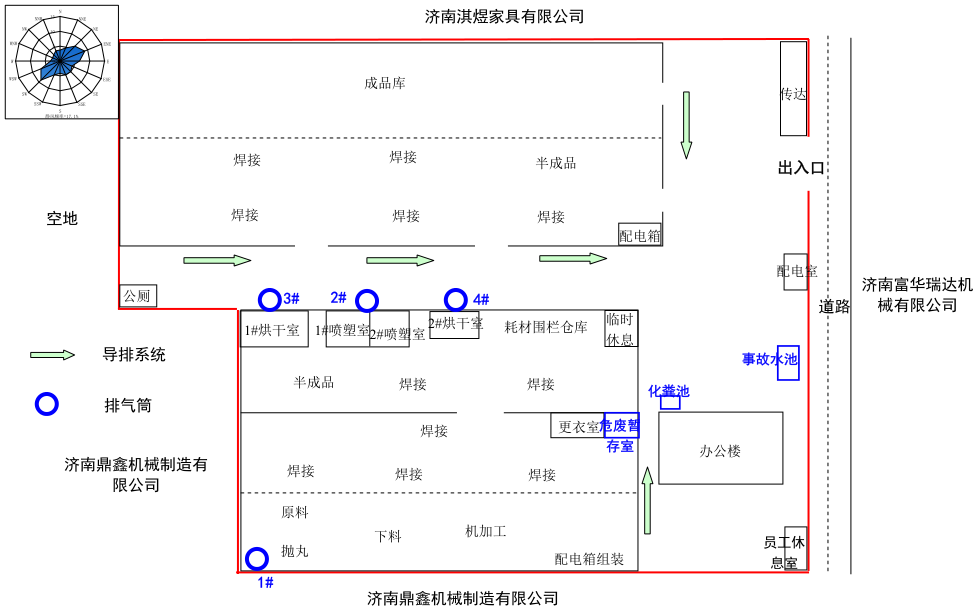 济南淇煜家具有限公司
N
成品库
传达
焊接
焊接
半成品
出入口
空地
焊接
焊接
焊接
配电箱
配电室
公厕
3#
2#
4#
济南富华瑞达机
械有限公司
道路
1#烘干室
1#喷塑室
2#喷塑室
2#烘干室
耗材围栏仓库
临时
休息
导排系统
事故水池
半成品
焊接
焊接
化粪池
排气筒
焊接
更衣室
危废暂
存室
办公楼
济南鼎鑫机械制造有
限公司
焊接
焊接
焊接
原料
下料
机加工
抛丸
配电箱组装
员工休
息室
1#
济南鼎鑫机械制造有限公司